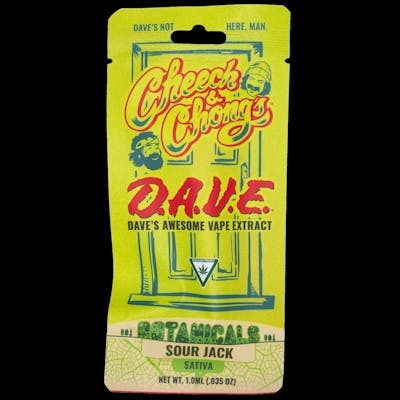 DAVE'S NOT HERE, MAN.
Cheech
&
Chong's
D.A.V.E.
DAVE'S AWESOME VAPE EXTRACT
BOTANICALS
SOUR JACK
SATIVA
NET WT. 1.0ML (.035 OZ)